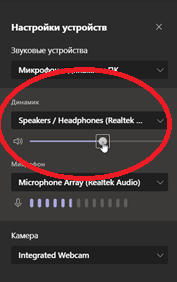 Настройки устройств
Звуковые устройства
ПК
Динамик
Speakers / Headphones (Realtek ...
Микрофон
Microphone Array (Realtek Audio)
Камера
Integrated Webcam